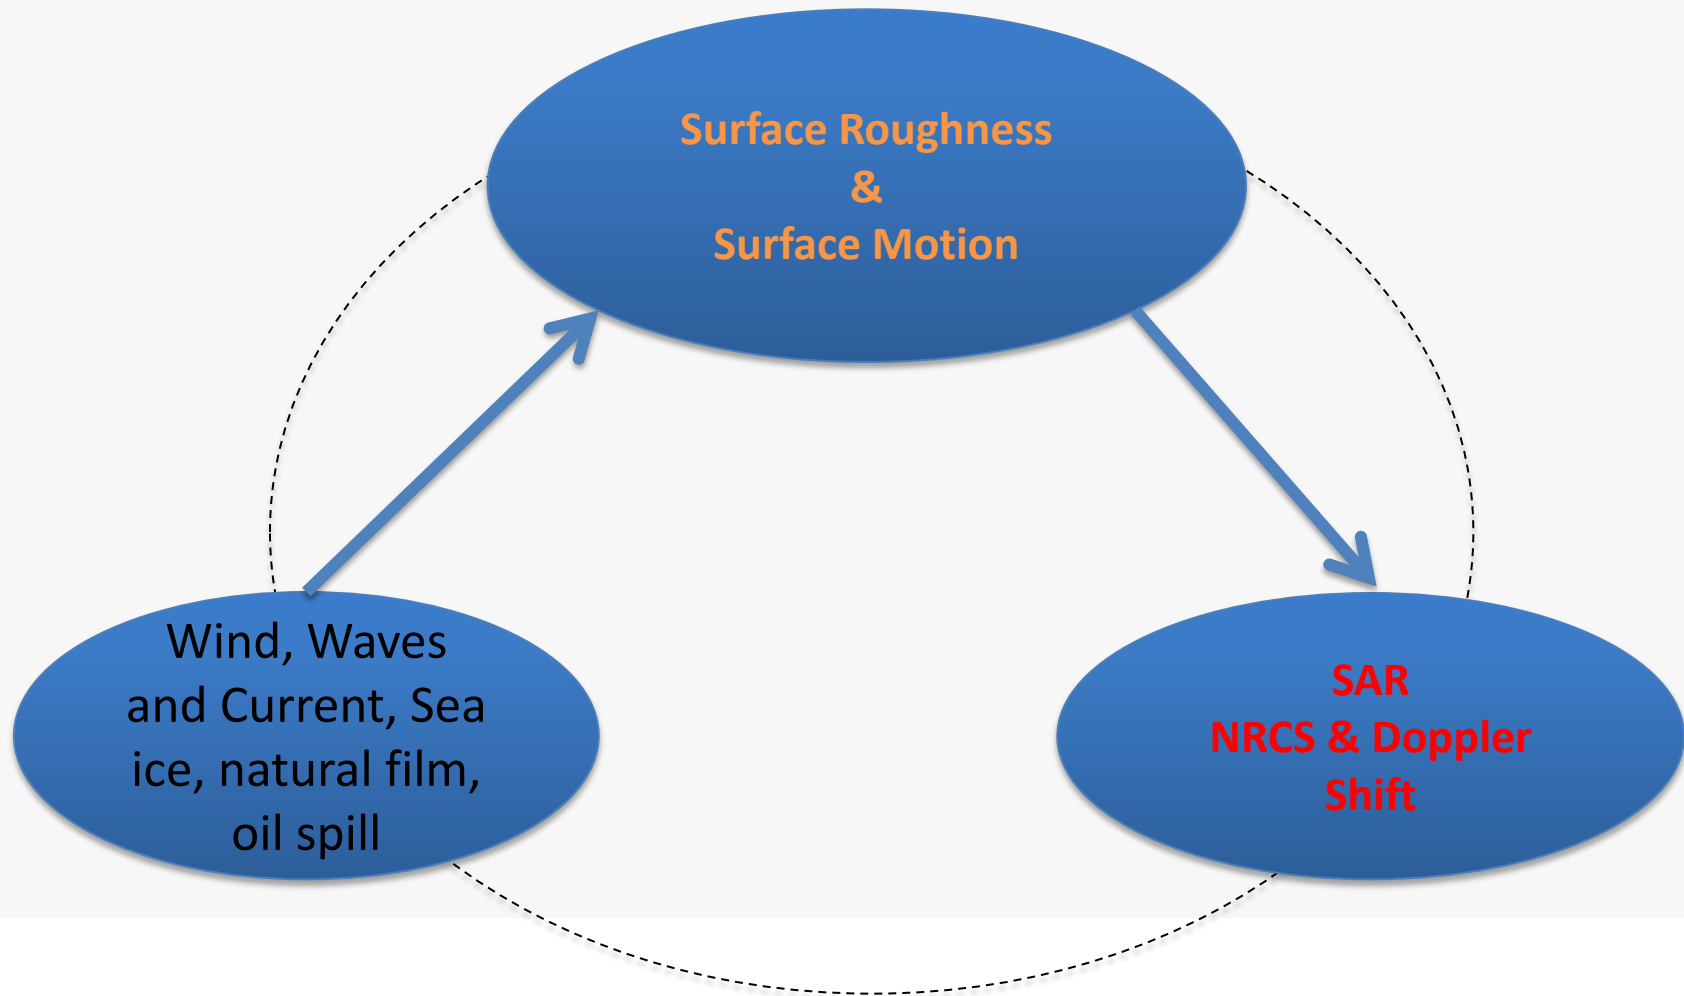 Surface Roughness
&
Surface Motion
Wind, Waves
and Current, Sea
ice, natural film,
oil spill
SAR
NRCS & Doppler
Shift